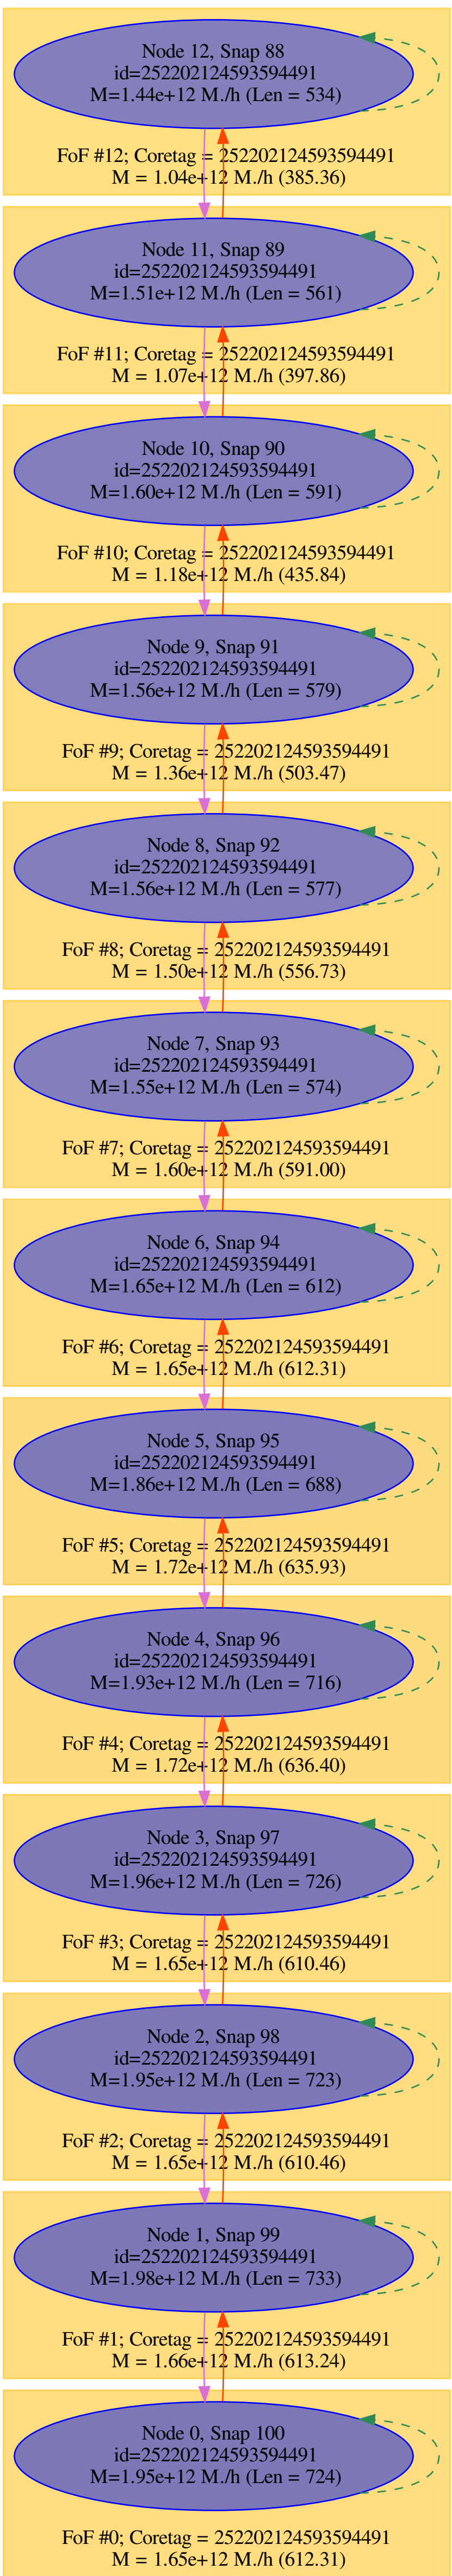 Node 12, Snap 88
id=252202124593594491
M=1.44e+12 M./h (Len = 534)
FoF #12; Coretag = 252202124593594491
M = 1.04e+12 M./h (385.36)
Node 11, Snap 89
id=252202124593594491
M=1.51e+12 M./h (Len = 561)
FoF #11; Coretag = 252202124593594491
M = 1.07e+12 M./h (397.86)
Node 10, Snap 90
id=252202124593594491
M=1.60e+12 M./h (Len = 591)
FoF #10; Coretag = 252202124593594491
M = 1.18e+12 M./h (435.84)
Node 9, Snap 91
id=252202124593594491
M=1.56e+12 M./h (Len = 579)
FoF #9; Coretag = 252202124593594491
M = 1.36e+12 M./h (503.47)
Node 8, Snap 92
id=252202124593594491
M=1.56e+12 M./h (Len = 577)
FoF #8; Coretag = 252202124593594491
M = 1.50e+12 M./h (556.73)
Node 7, Snap 93
id=252202124593594491
M=1.55e+12 M./h (Len = 574)
FoF #7; Coretag = 252202124593594491
M = 1.60e+12 M./h (591.00)
Node 6, Snap 94
id=252202124593594491
M=1.65e+12 M./h (Len = 612)
FoF #6; Coretag = 252202124593594491
M = 1.65e+12 M./h (612.31)
Node 5, Snap 95
id=252202124593594491
M=1.86e+12 M./h (Len = 688)
FoF #5; Coretag = 252202124593594491
M = 1.72e+12 M./h (635.93)
Node 4, Snap 96
id=252202124593594491
M=1.93e+12 M./h (Len = 716)
FoF #4; Coretag = 252202124593594491
M = 1.72e+12 M./h (636.40)
Node 3, Snap 97
id=252202124593594491
M=1.96e+12 M./h (Len = 726)
FoF #3; Coretag = 252202124593594491
M = 1.65e+12 M./h (610.46)
Node 2, Snap 98
id=252202124593594491
M=1.95e+12 M./h (Len = 723)
FoF #2; Coretag = 252202124593594491
M = 1.65e+12 M./h (610.46)
Node 1, Snap 99
id=252202124593594491
M=1.98e+12 M./h (Len = 733)
FoF #1; Coretag = 252202124593594491
M = 1.66e+12 M./h (613.24)
Node 0, Snap 100
id=252202124593594491
M=1.95e+12 M./h (Len = 724)
FoF #0; Coretag = 252202124593594491
M = 1.65e+12 M./h (612.31)